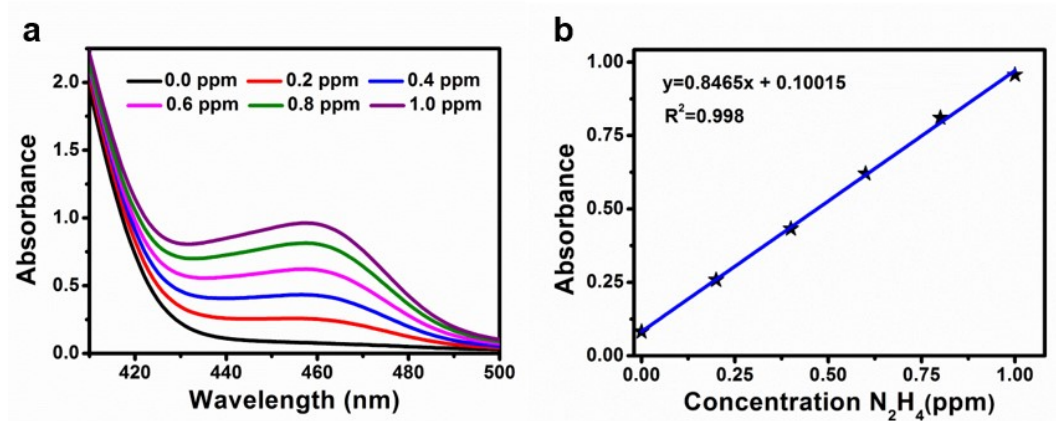 a
Absorbance
2.0
1.5
1.0
0.5
0.0
0.0 ppm 0.2 ppm 0.4 ppm
0.6 ppm 0.8 ppm 1.0 ppm
420 440 460 480 500
Wavelength (nm)
b
Absorbance
1.00
0.75
0.50
0.25
0.00
y=0.8465x + 0.10015
R²=0.998
0.00 0.25 0.50 0.75 1.00
Concentration N₂H₄(ppm)